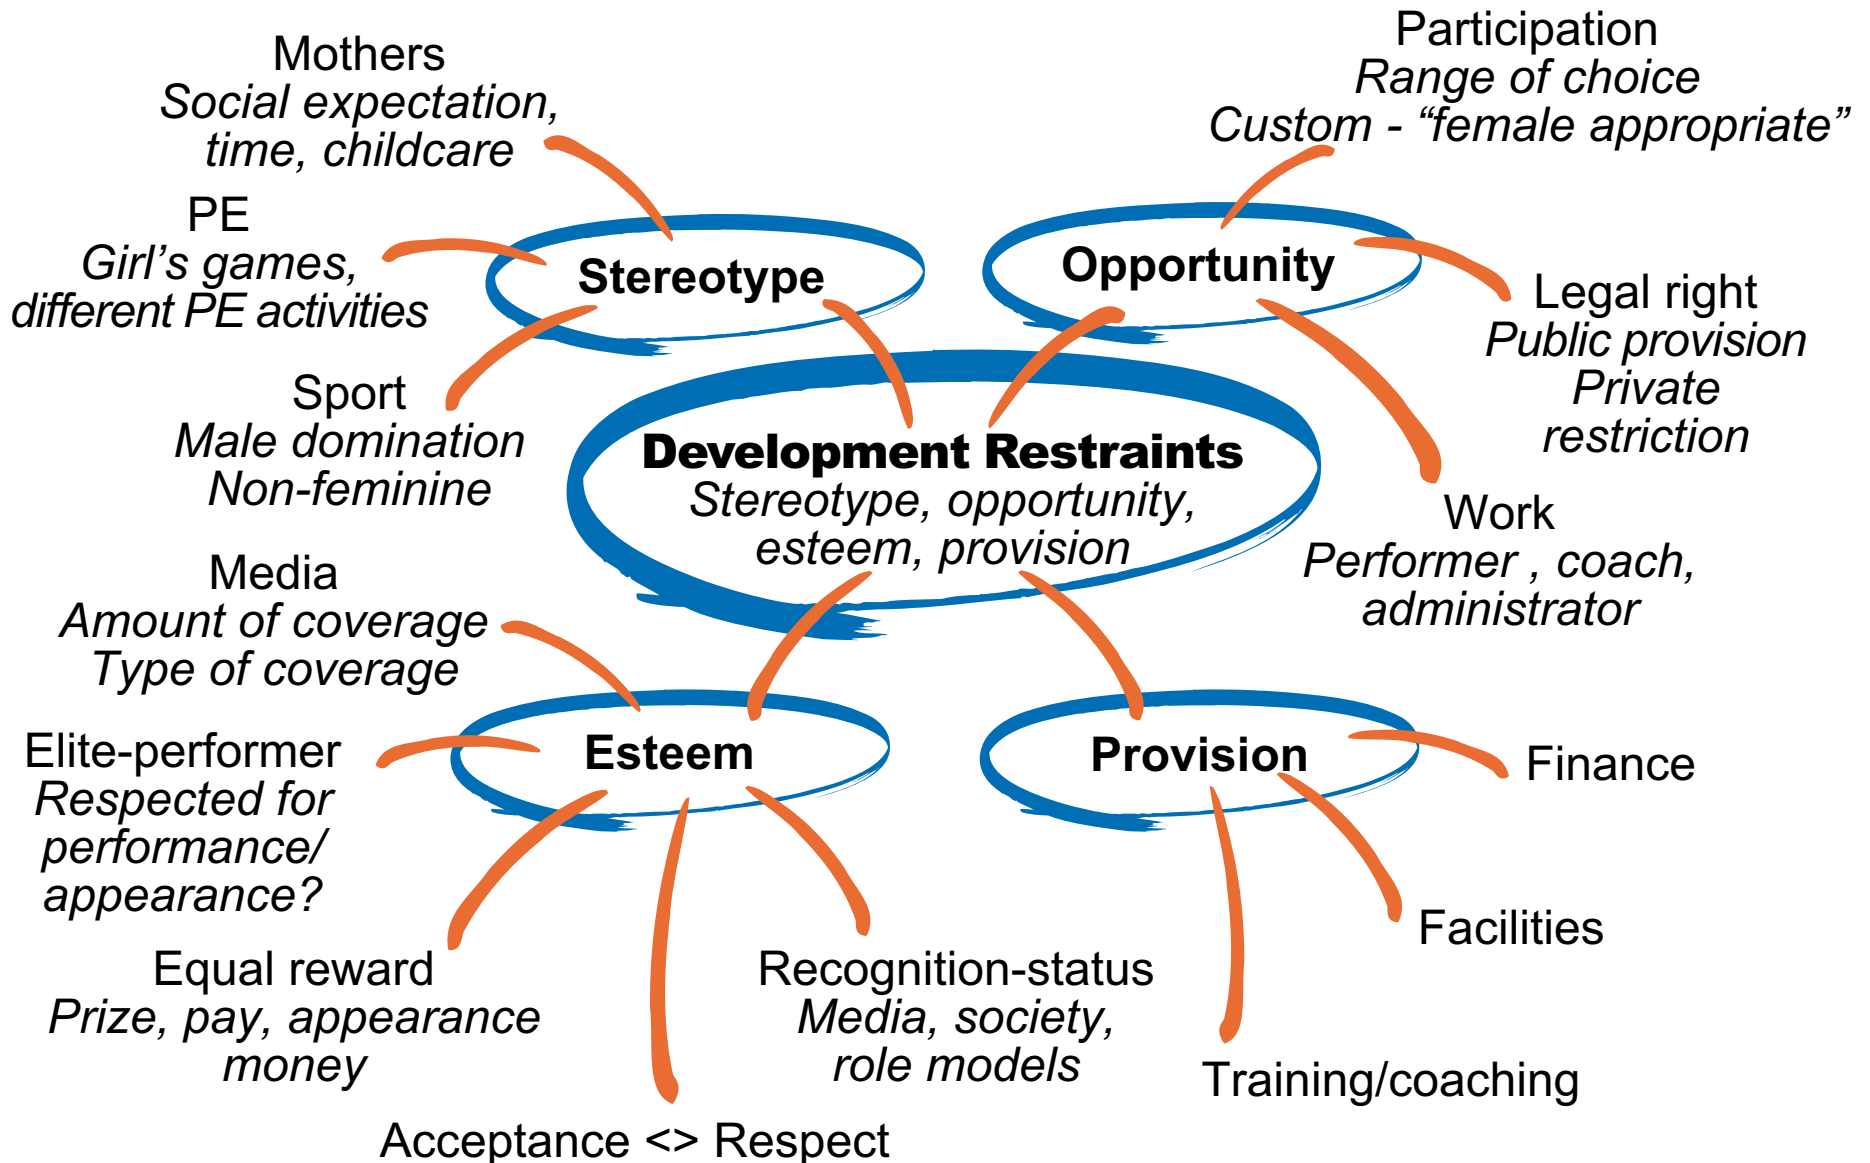 Mothers
Social expectation,
time, childcare
PE
Girl’s games,
different PE activities
Sport
Male domination
Non-feminine
Stereotype
Participation
Range of choice
Custom - “female appropriate”
Opportunity
Legal right
Public provision
Private
restriction
Work
Performer , coach,
administrator
Development Restraints
Stereotype, opportunity,
esteem, provision
Media
Amount of coverage
Type of coverage
Elite-performer
Respected for
performance/
appearance?
Esteem
Equal reward
Prize, pay, appearance
money
Acceptance <> Respect
Recognition-status
Media, society,
role models
Provision
Finance
Facilities
Training/coaching